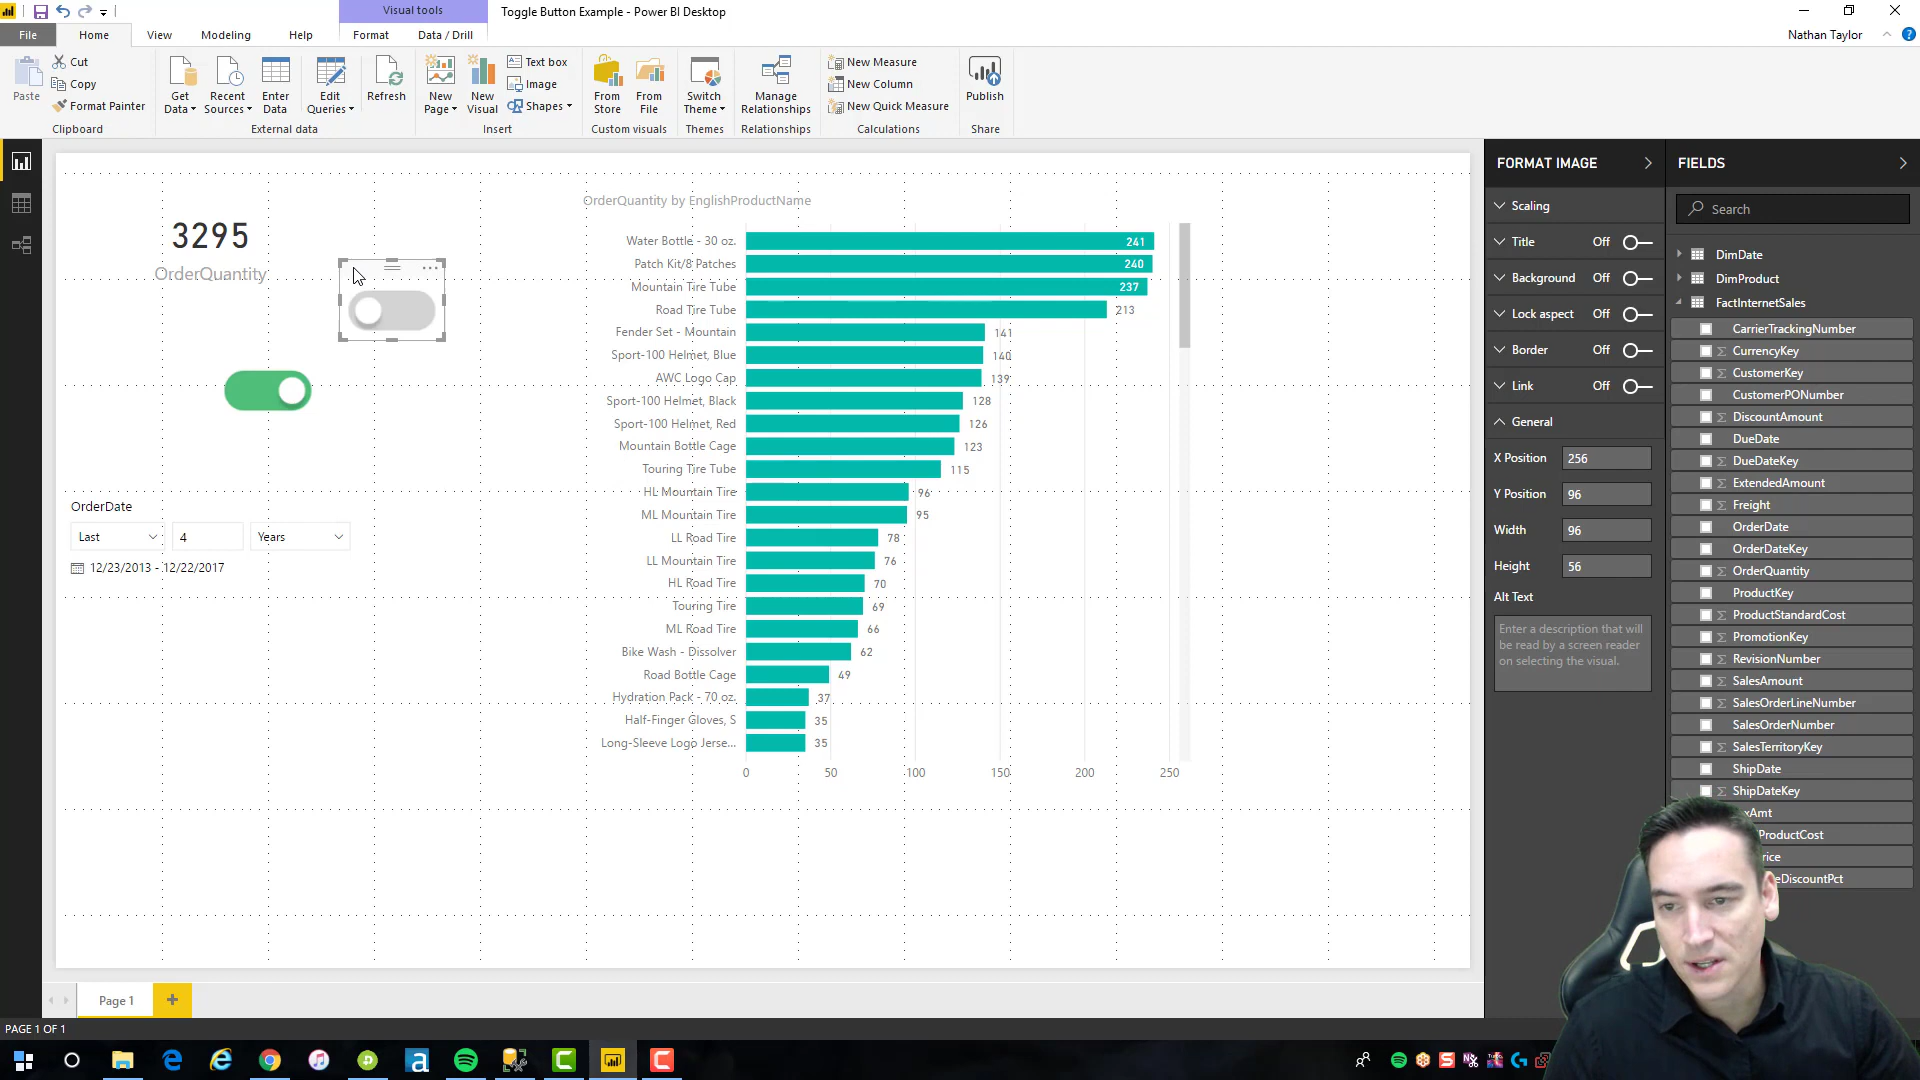 Visual tools
Toggle Button Example - Power BI Desktop
File
Home
View
Modeling
Help
Format
Data / Drill
Nathan Taylor
Paste
Cut
Copy
Format Painter
Clipboard
Get Data
Recent Sources
Enter Data
Edit Queries
Refresh
External data
New Page
New Visual
Text box
Image
Shapes
Insert
From Store
From File
Custom visuals
Switch Theme
Themes
Manage Relationships
Relationships
New Measure
New Column
New Quick Measure
Calculations
Publish
Share
3295
OrderQuantity
OrderDate
Last
4
Years
12/23/2013 - 12/22/2017
OrderQuantity by EnglishProductName
Water Bottle - 30 oz. 241
Patch Kit/8 Patches 240
Mountain Tire Tube 237
Road Tire Tube 213
Fender Set - Mountain 141
Sport-100 Helmet, Blue 140
AWC Logo Cap 139
Sport-100 Helmet, Black 128
Sport-100 Helmet, Red 126
Mountain Bottle Cage 123
Touring Tire Tube 115
HL Mountain Tire 96
ML Mountain Tire 95
LL Road Tire 78
LL Mountain Tire 76
HL Road Tire 70
Touring Tire 69
ML Road Tire 66
Bike Wash - Dissolver 62
Road Bottle Cage 49
Hydration Pack - 70 oz. 37
Half-Finger Gloves, S 35
Long-Sleeve Logo Jerse... 35
0 50 100 150 200 250
FORMAT IMAGE
Scaling
Title Off
Background Off
Lock aspect Off
Border Off
Link Off
General
X Position 256
Y Position 96
Width 96
Height 56
Alt Text
Enter a description that will
be read by a screen reader
on selecting the visual.
FIELDS
Search
DimDate
DimProduct
FactInternetSales
CarrierTrackingNumber
CurrencyKey
CustomerKey
CustomerPONumber
DiscountAmount
DueDate
DueDateKey
ExtendedAmount
Freight
OrderDate
OrderDateKey
OrderQuantity
ProductKey
ProductStandardCost
PromotionKey
RevisionNumber
SalesAmount
SalesOrderLineNumber
SalesOrderNumber
SalesTerritoryKey
ShipDate
ShipDateKey
xAmt
ProductCost
rice
eDiscountPct
Page 1
PAGE 1 OF 1